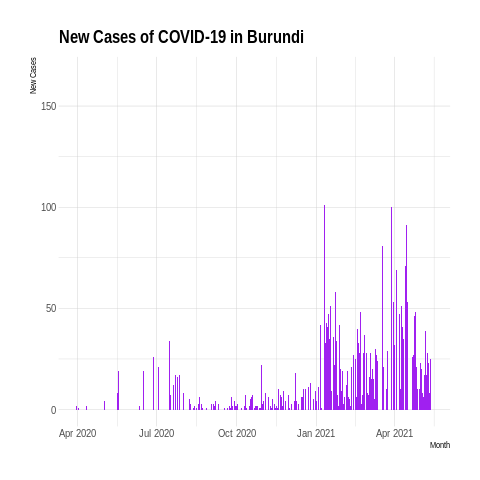 New Cases of COVID-19 in Burundi
New Cases
150
100
50
0
Apr 2020 Jul 2020 Oct 2020 Jan 2021 Apr 2021
Month